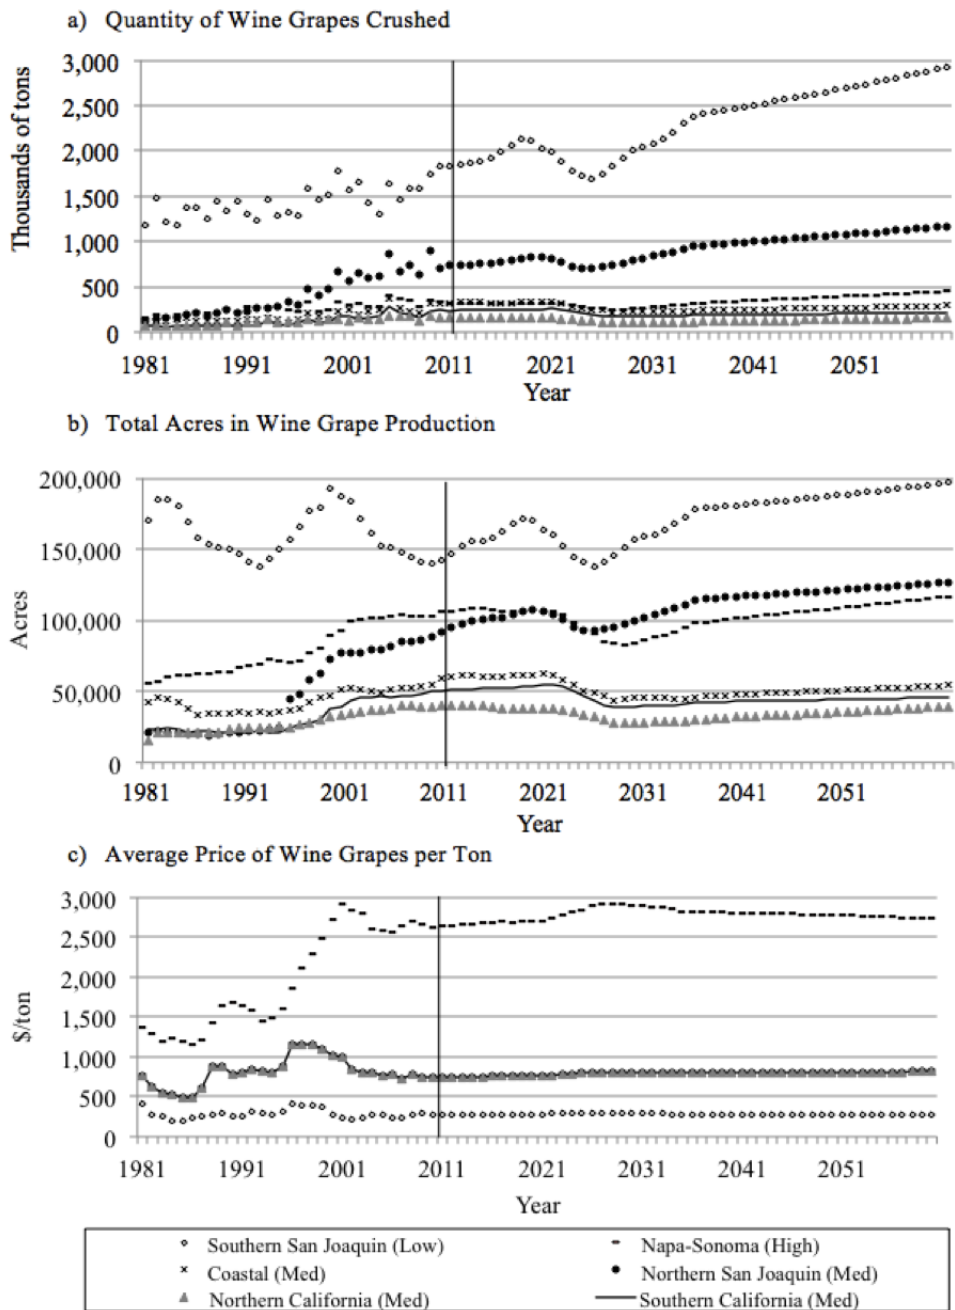 a) Quantity of Wine Grapes Crushed
Thousands of tons
3,000
2,500
2,000
1,500
1,000
500
0
1981 1991 2001 2011 2021 2031 2041 2051
Year
b) Total Acres in Wine Grape Production
Acres
200,000
150,000
100,000
50,000
0
1981 1991 2001 2011 2021 2031 2041 2051
Year
c) Average Price of Wine Grapes per Ton
$/ton
3,000
2,500
2,000
1,500
1,000
500
0
1981 1991 2001 2011 2021 2031 2041 2051
Year
Southern San Joaquin (Low) Napa-Sonoma (High)
Coastal (Med) Northern San Joaquin (Med)
Northern California (Med) Southern California (Med)